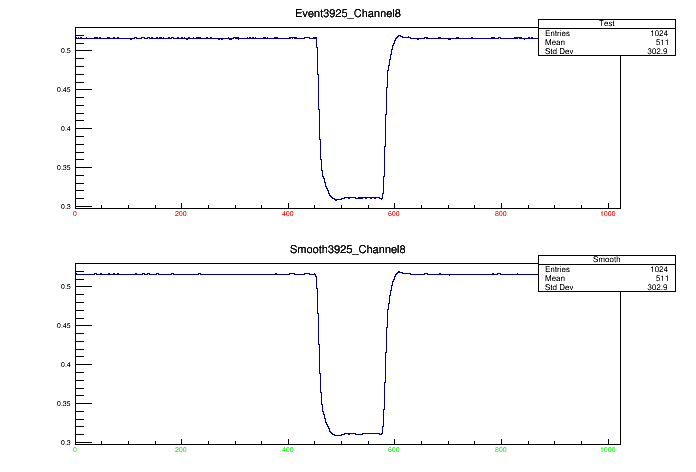 Event3925_Channel8
Test
Entries 1024
Mean 511
Std Dev 302.9
0.5
0.45
0.4
0.35
0.3
0 200 400 600 800 1000
Smooth3925_Channel8
Smooth
Entries 1024
Mean 511
Std Dev 302.9
0.5
0.45
0.4
0.35
0.3
0 200 400 600 800 1000